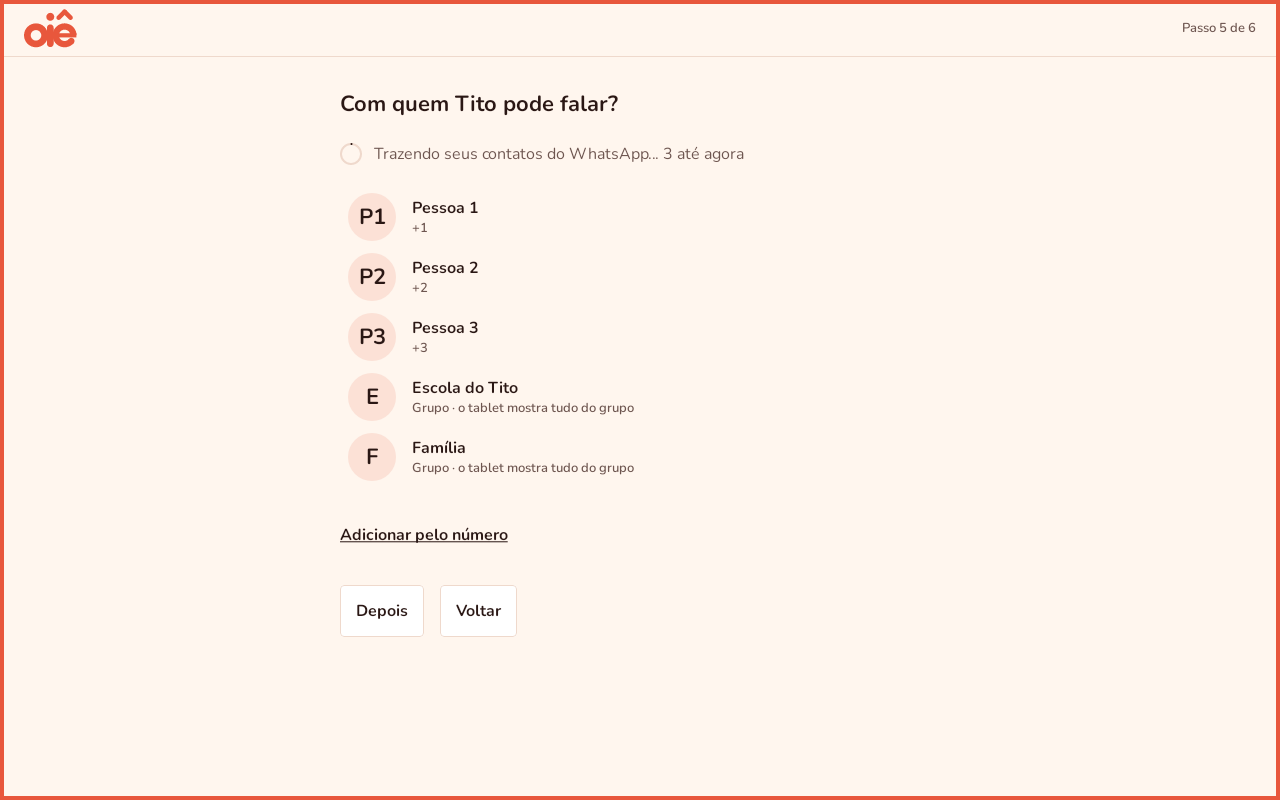 oiê
Passo 5 de 6
Com quem Tito pode falar?
Trazendo seus contatos do WhatsApp... 3 até agora
P1
Pessoa 1
+1
P2
Pessoa 2
+2
P3
Pessoa 3
+3
E
Escola do Tito
Grupo · o tablet mostra tudo do grupo
F
Família
Grupo · o tablet mostra tudo do grupo
Adicionar pelo número
Depois
Voltar